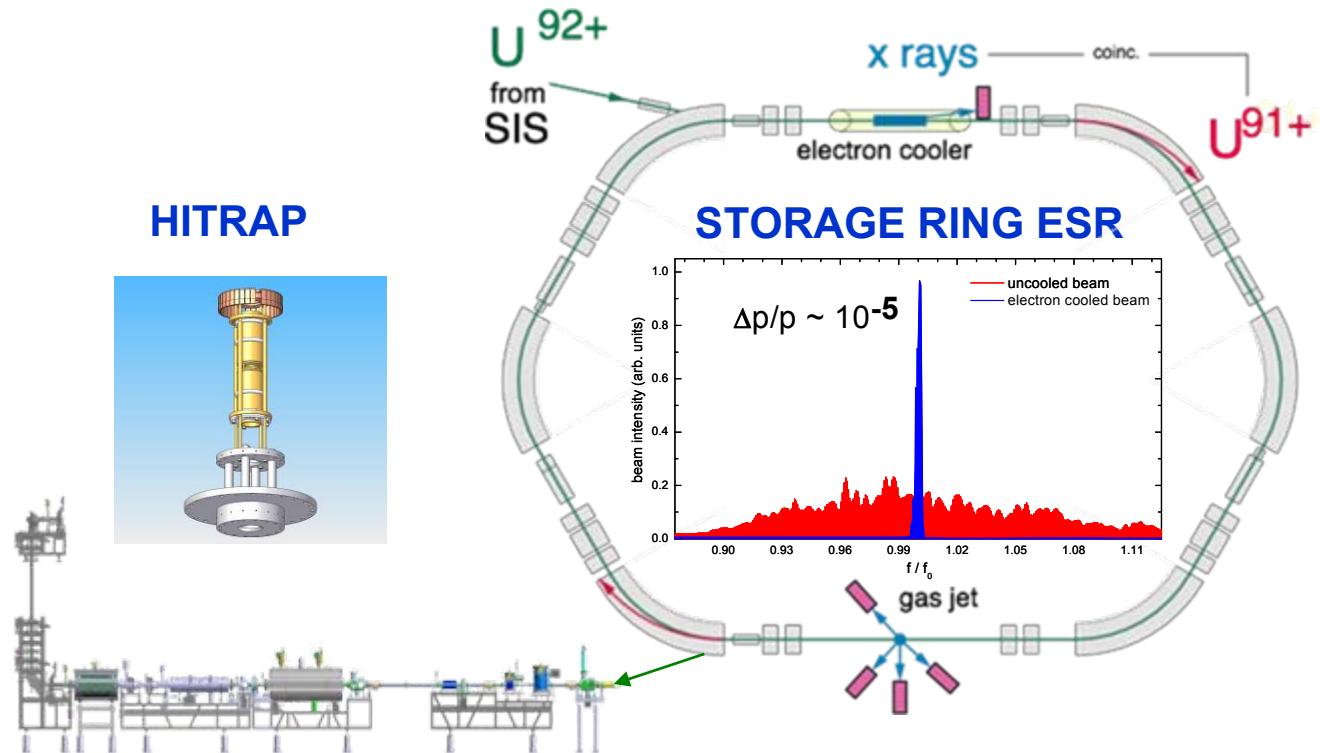 U 92+
from
SIS
x rays
coinc.
U91+
electron cooler
HITRAP
STORAGE RING ESR
1.0
0.8
0.6
0.4
0.2
0.0
beam intensity (arb. units)
Δp/p ~ 10-5
uncooled beam
electron cooled beam
0.90 0.93 0.96 0.99 1.02 1.05 1.08 1.11
f / f0
gas jet